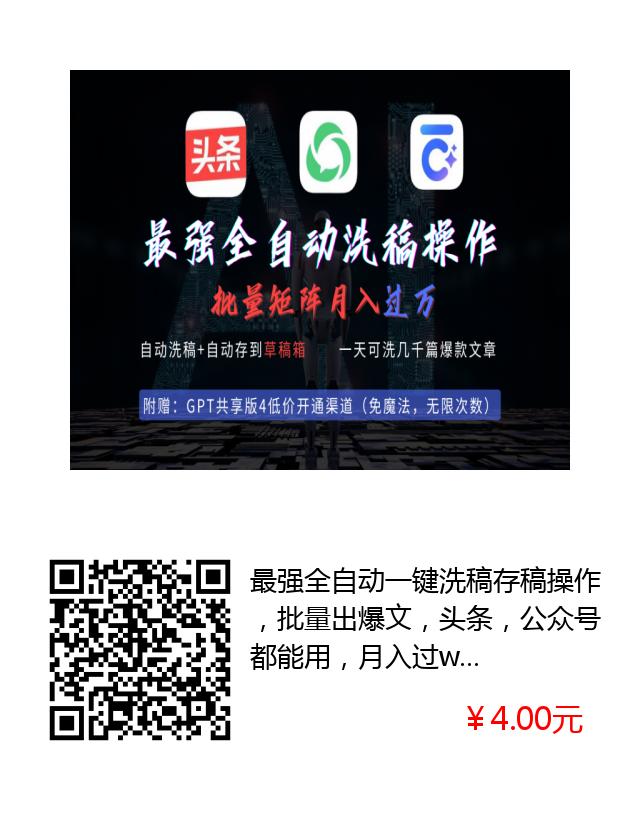 头条
最强全自动洗稿操作
批量矩阵月入过万
自动洗稿+自动存到草稿箱 一天可洗几千篇爆款文章
附赠：GPT共享版4低价开通渠道（免魔法，无限次数）
最强全自动一键洗稿存稿操作
，批量出爆文，头条，公众号
都能用，月入过w...
￥4.00元